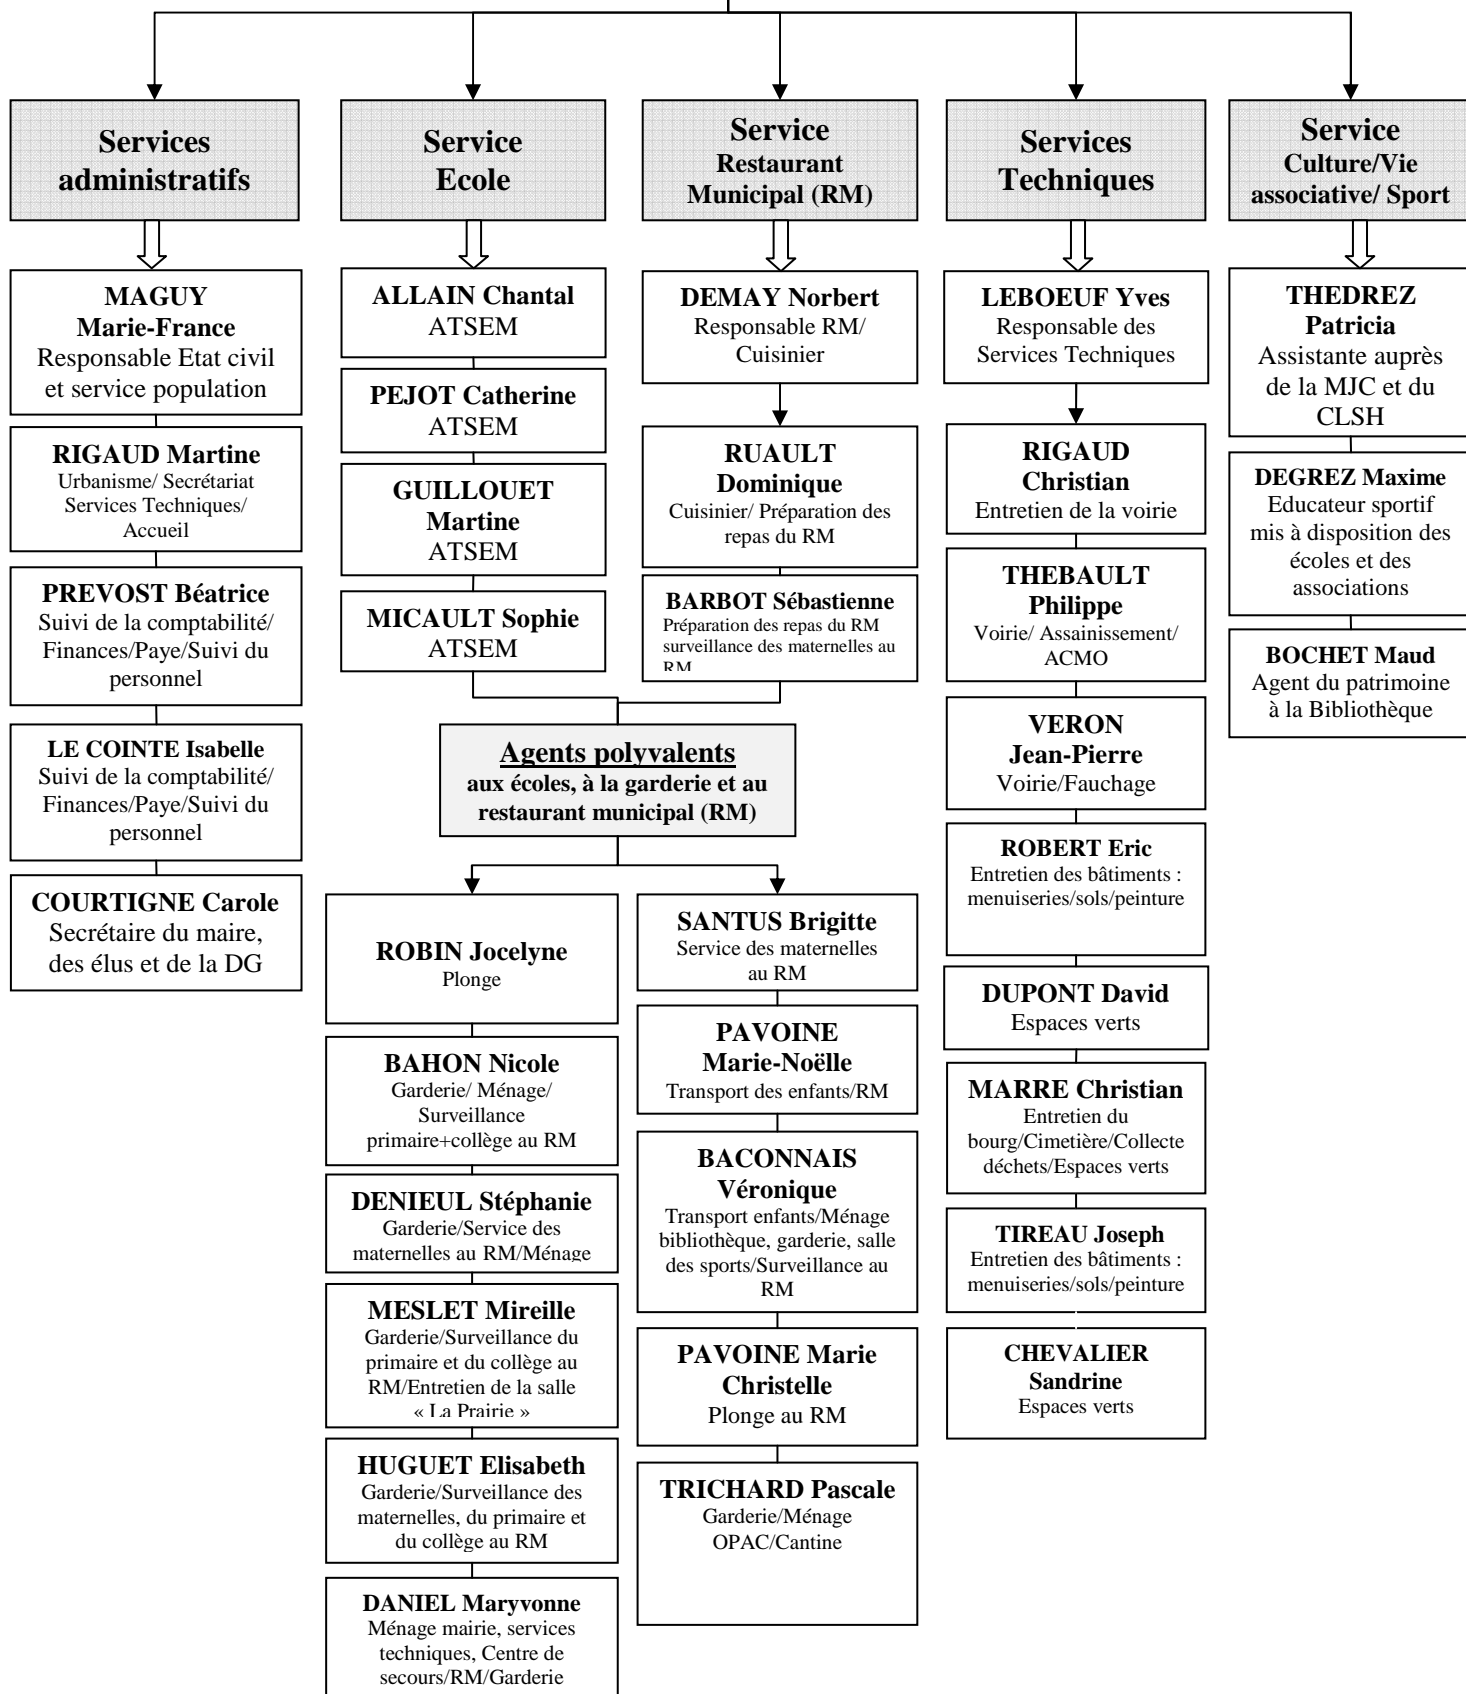 Services
administratifs
Service
Ecole
Service
Restaurant
Municipal (RM)
Services
Techniques
Service
Culture/Vie
associative/ Sport
MAGUY
Marie-France
Responsable Etat civil
et service population
RIGAUD Martine
Urbanisme/ Secrétariat
Services Techniques/
Accueil
PREVOST Béatrice
Suivi de la comptabilité/
Finances/Paye/Suivi du
personnel
LE COINTE Isabelle
Suivi de la comptabilité/
Finances/Paye/Suivi du
personnel
COURTIGNE Carole
Secrétaire du maire,
des élus et de la DG
ALLAIN Chantal
ATSEM
PEJOT Catherine
ATSEM
GUILLOUET
Martine
ATSEM
MICAULT Sophie
ATSEM
DEMAY Norbert
Responsable RM/
Cuisinier
RUAULT
Dominique
Cuisinier/ Préparation des
repas du RM
BARBOT Sébastienne
Préparation des repas du RM
surveillance des maternelles au
RM
Agents polyvalents
aux écoles, à la garderie et au
restaurant municipal (RM)
ROBIN Jocelyne
Plonge
BAHON Nicole
Garderie/ Ménage/
Surveillance
primaire+collège au RM
DENIEUL Stéphanie
Garderie/Service des
maternelles au RM/Ménage
MESLET Mireille
Garderie/Surveillance du
primaire et du collège au
RM/Entretien de la salle
« La Prairie »
HUGUET Elisabeth
Garderie/Surveillance des
maternelles, du primaire et
du collège au RM
DANIEL Maryvonne
Ménage mairie, services
techniques, Centre de
secours/RM/Garderie
SANTUS Brigitte
Service des maternelles
au RM
PAVOINE
Marie-Noëlle
Transport des enfants/RM
BACONNAIS
Véronique
Transport enfants/Ménage
bibliothèque, garderie, salle
des sports/Surveillance au
RM
PAVOINE Marie
Christelle
Plonge au RM
TRICHARD Pascale
Garderie/Ménage
OPAC/Cantine
LEBOEUF Yves
Responsable des
Services Techniques
RIGAUD
Christian
Entretien de la voirie
THEBAULT
Philippe
Voirie/ Assainissement/
ACMO
VERON
Jean-Pierre
Voirie/Fauchage
ROBERT Eric
Entretien des bâtiments :
menuiseries/sols/peinture
DUPONT David
Espaces verts
MARRE Christian
Entretien du
bourg/Cimetière/Collecte
déchets/Espaces verts
TIREAU Joseph
Entretien des bâtiments :
menuiseries/sols/peinture
CHEVALIER
Sandrine
Espaces verts
THEDREZ
Patricia
Assistante auprès
de la MJC et du
CLSH
DEGREZ Maxime
Educateur sportif
mis à disposition des
écoles et des
associations
BOCHET Maud
Agent du patrimoine
à la Bibliothèque